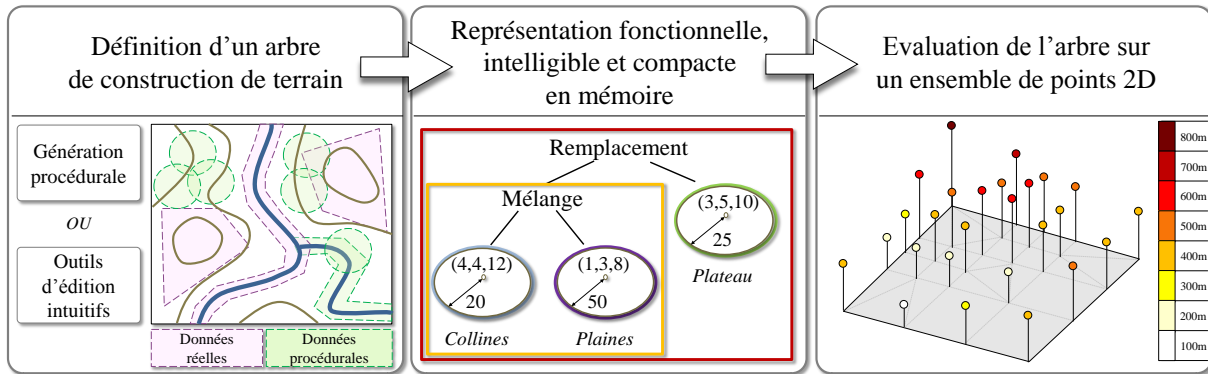 Définition d'un arbre
de construction de terrain
Génération
procédurale
OU
Outils
d'édition
intuitifs
Données
réelles
Données
procédurales
Représentation fonctionnelle,
intelligible et compacte
en mémoire
Remplacement
Mélange
(3,5,10)
25
Plateau
(4,4,12)
20
Collines
(1,3,8)
50
Plaines
Evaluation de l'arbre sur
un ensemble de points 2D
800m
700m
600m
500m
400m
300m
200m
100m